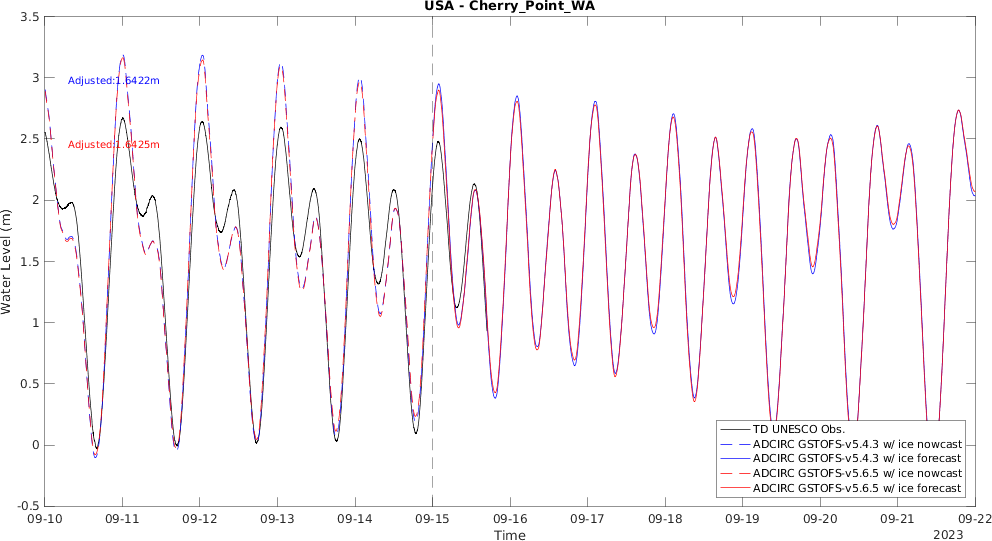 USA - Cherry_Point_WA
3.5
3
2.5
2
1.5
1
0.5
0
-0.5
Water Level (m)
Adjusted:1.6422m
Adjusted:1.6425m
TD UNESCO Obs.
ADCIRC GSTOFS-v5.4.3 w/ ice nowcast
ADCIRC GSTOFS-v5.4.3 w/ ice forecast
ADCIRC GSTOFS-v5.6.5 w/ ice nowcast
ADCIRC GSTOFS-v5.6.5 w/ ice forecast
09-10 09-11 09-12 09-13 09-14 09-15 09-16 09-17 09-18 09-19 09-20 09-21 09-22
Time
2023